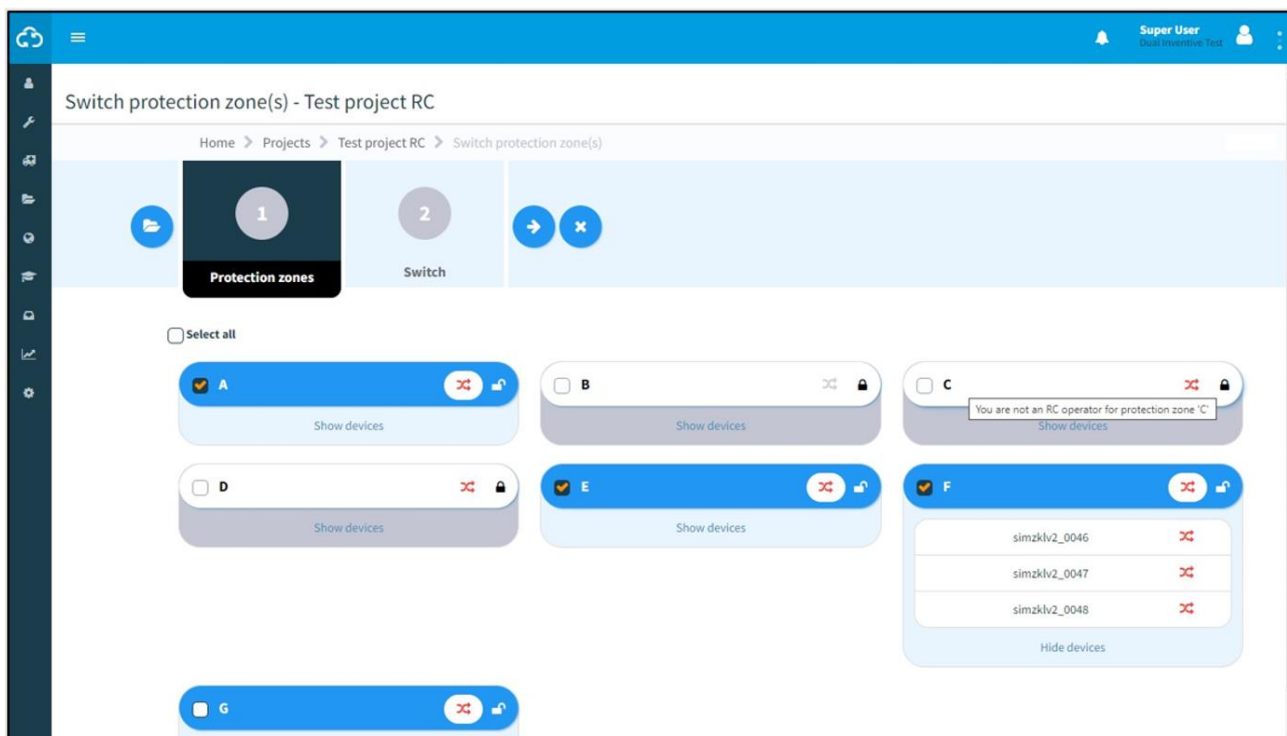 Super User
Dual Inventive Test
Switch protection zone(s) - Test project RC
Home > Projects > Test project RC > Switch protection zone(s)
1
2
Protection zones
Switch
Select all
A
B
C
You are not an RC operator for protection zone 'C'
Show devices
Show devices
Show devices
D
E
F
Show devices
Show devices
simzklv2_0046
simzklv2_0047
simzklv2_0048
Hide devices
G